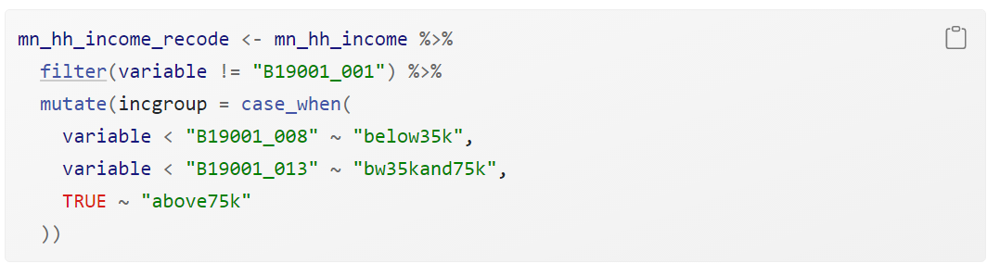 mn_hh_income_recode <- mn_hh_income %>%
  filter(variable != "B19001_001") %>%
  mutate(incgroup = case_when(
    variable < "B19001_008" ~ "below35k",
    variable < "B19001_013" ~ "bw35kand75k",
    TRUE ~ "above75k"
  ))